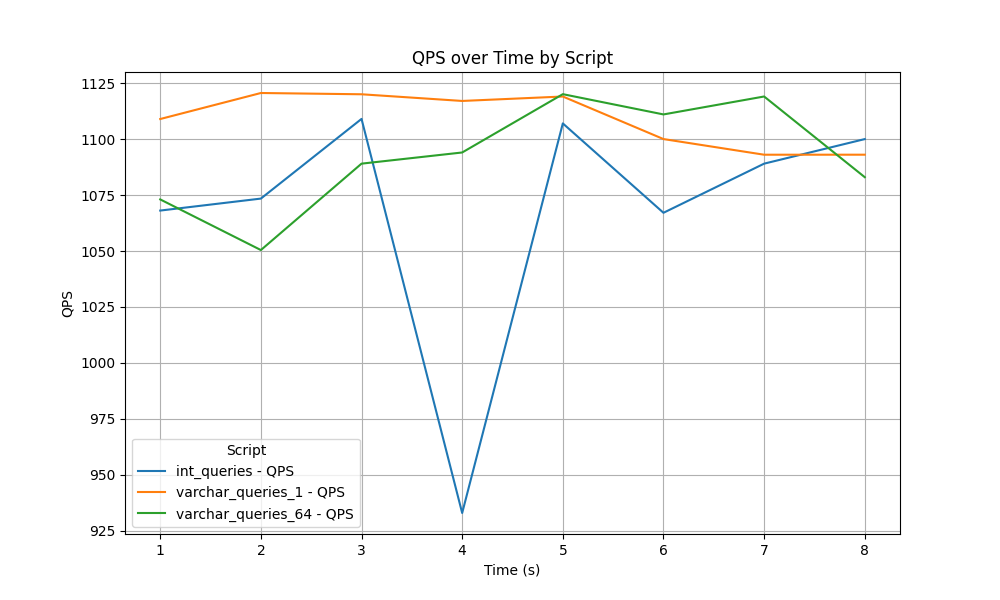 QPS over Time by Script
1125
1100
1075
1050
1025
1000
975
950
925
QPS
Script
int_queries - QPS
varchar_queries_1 - QPS
varchar_queries_64 - QPS
1 2 3 4 5 6 7 8
Time (s)